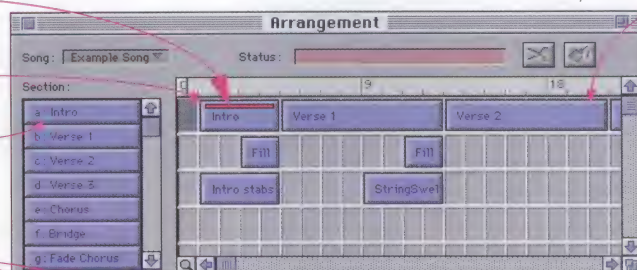 Arrangement
Song: Example Song
Status:
Section:
9
18
a: Intro
b: Verse 1
c: Verse 2
d: Verse 3
e: Chorus
f: Bridge
g: Fade Chorus
Intro
Verse 1
Verse 2
Fill
Fill
Intro stabs
StringSwel